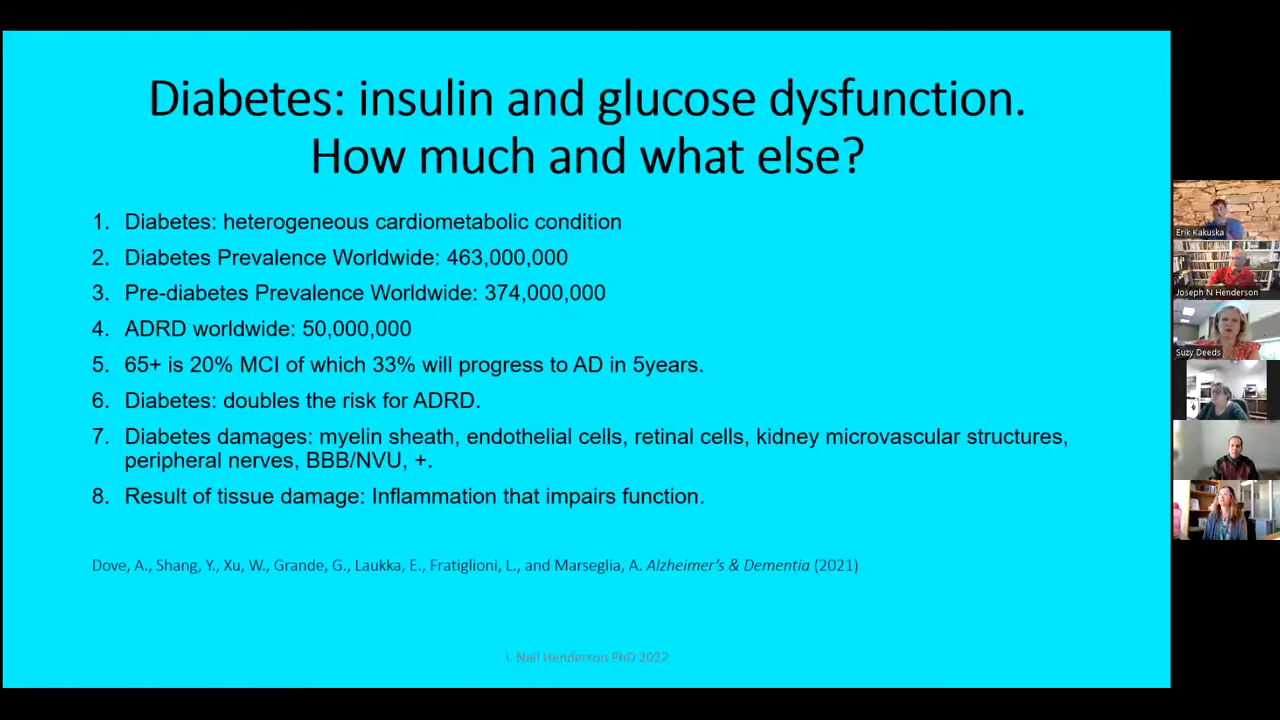 Diabetes: insulin and glucose dysfunction.
How much and what else?
1. Diabetes: heterogeneous cardiometabolic condition
2. Diabetes Prevalence Worldwide: 463,000,000
3. Pre-diabetes Prevalence Worldwide: 374,000,000
4. ADRD worldwide: 50,000,000
5. 65+ is 20% MCI of which 33% will progress to AD in 5years.
6. Diabetes: doubles the risk for ADRD.
7. Diabetes damages: myelin sheath, endothelial cells, retinal cells, kidney microvascular structures,
peripheral nerves, BBB/NVU, +.
8. Result of tissue damage: Inflammation that impairs function.
Dove, A., Shang, Y., Xu, W., Grande, G., Laukka, E., Fratiglioni, L., and Marseglia, A. Alzheimer's & Dementia (2021)
J. Neil Henderson PhD 2022
Erik Kakuska
Joseph N Henderson
Suzy Deeds